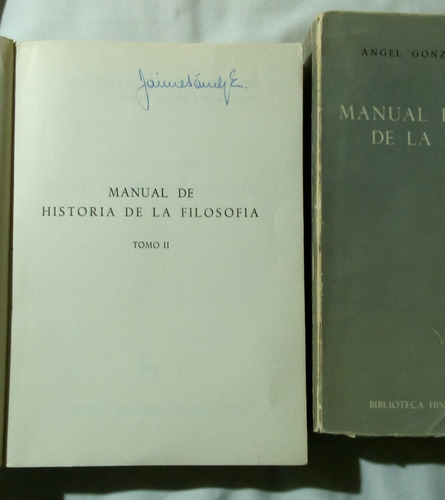 MANUAL DE
HISTORIA DE LA FILOSOFIA
TOMO II
ANGEL GONZ
MANUAL
DE LA
BIBLIOTECA HIS